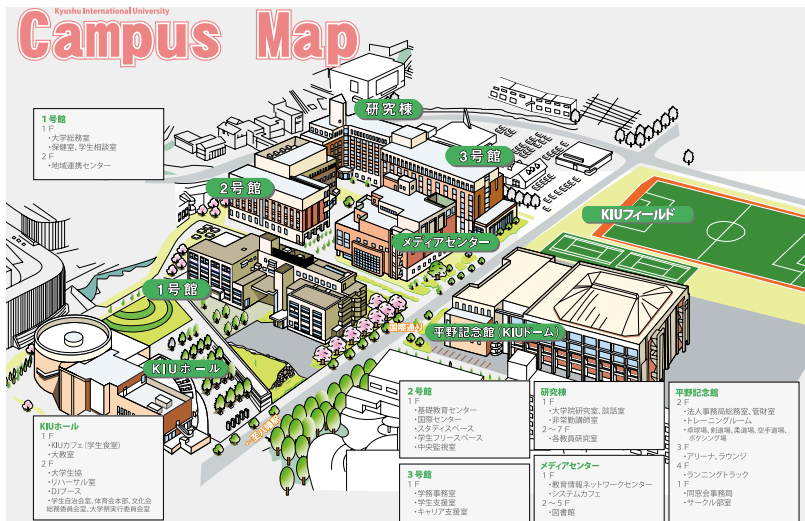 Kyushu International University
Campus Map
研究棟
3号館
2号館
KIUフィールド
メディアセンター
1号館
国際通り
平野記念館(KIUドーム)
KIUホール
1号館
1F
・大学総務室
・保健室, 学生相談室
2F
・地域連携センター
KIUホール
1F
・KIUカフェ(学生食堂)
・大教室
2F
・大学生協
・リハーサル室
・DJブース
・学生自治会室, 体育会本部, 文化会
総務委員会室, 大学祭実行委員会室
2号館
1F
・基礎教育センター
・国際センター
・スタディスペース
・学生フリースペース
・中央監視室
3号館
1F
・学務事務室
・学生支援室
・キャリア支援室
研究棟
1F
・大学院研究室, 談話室
・非常勤講師室
2〜7F
・各教員研究室
メディアセンター
1F
・教育情報ネットワークセンター
・システムカフェ
2〜5F
・図書館
平野記念館
2F
・法人事務局総務室, 管財室
・トレーニングルーム
・卓球場, 剣道場, 柔道場, 空手道場,
ボクシング場
3F
・アリーナ, ラウンジ
4F
・ランニングトラック
1F
・同窓会事務局
・サークル部室